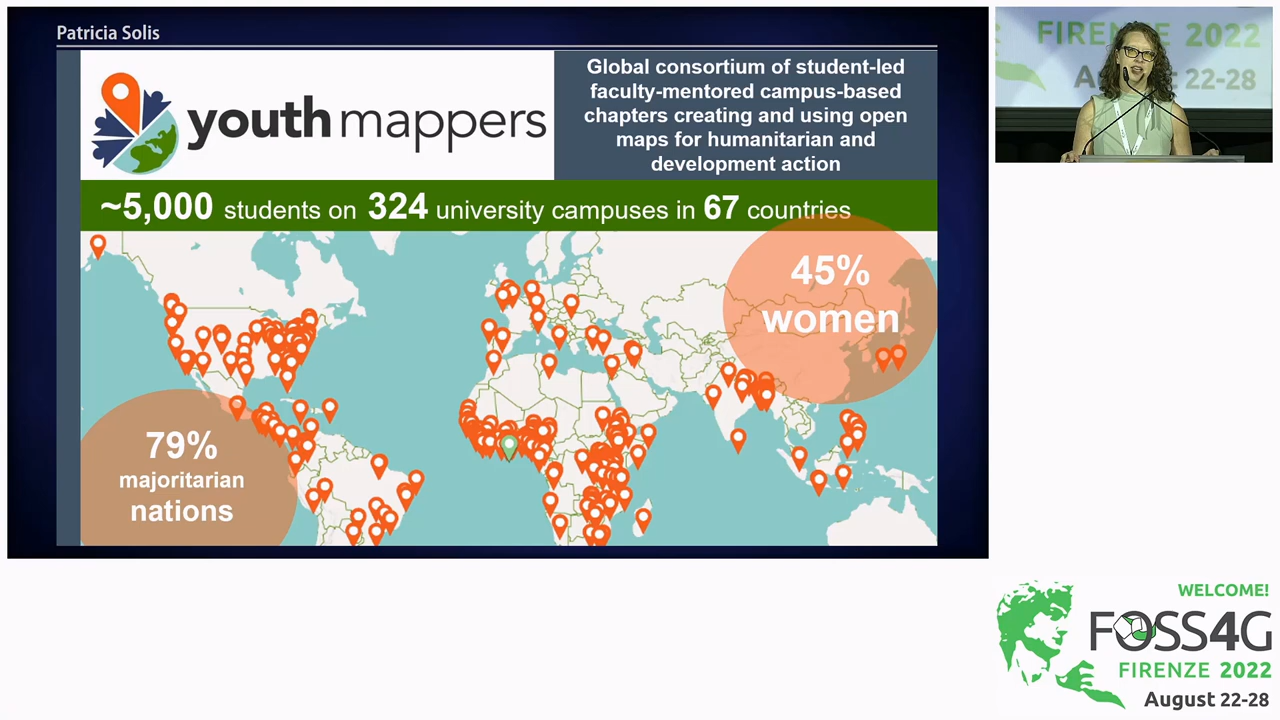 Patricia Solis
youthmappers
Global consortium of student-led
faculty-mentored campus-based
chapters creating and using open
maps for humanitarian and
development action
~5,000 students on 324 university campuses in 67 countries
45%
women
79%
majoritarian
nations
FIRENZE 2022
August 22-28
WELCOME!
FOSS4G
FIRENZE 2022
August 22-28